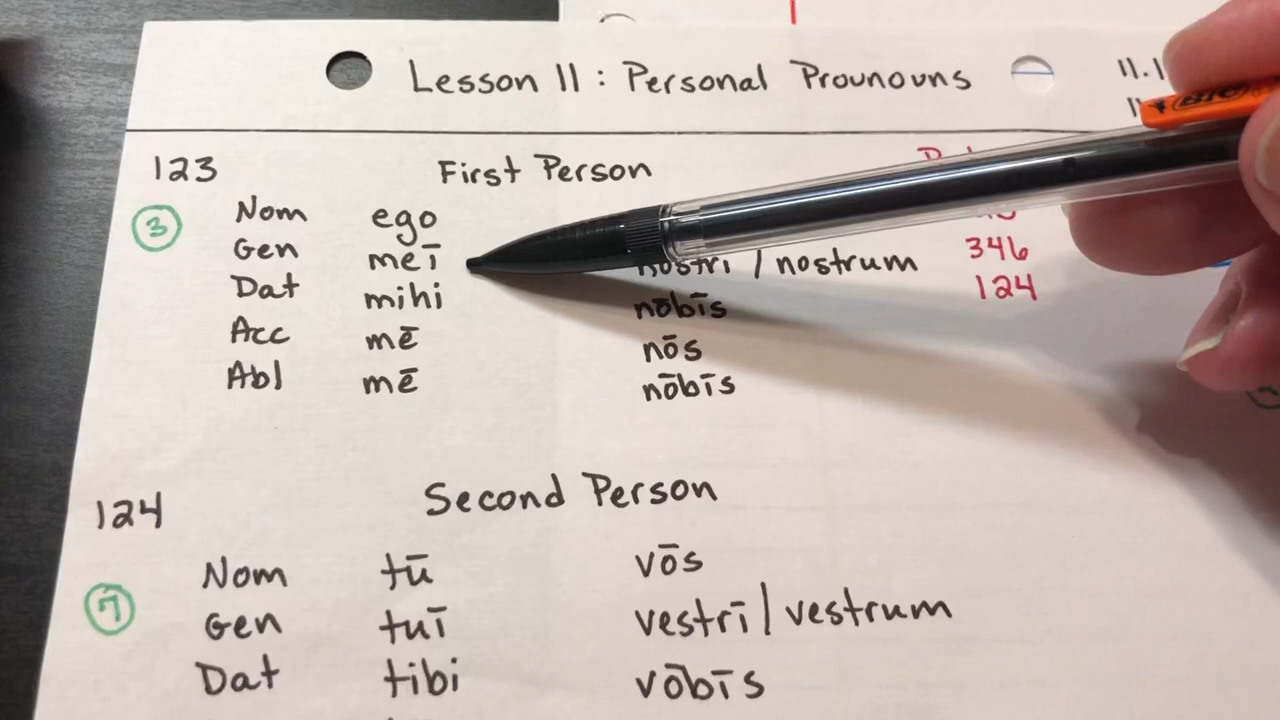 Lesson 11 : Personal Prounouns
123 First Person
3 Nom ego
Gen meī nostrī / nostrum 346
Dat mihi nōbīs 124
Acc mē nōs
Abl mē nōbīs
124 Second Person
Nom tū vōs
7 Gen tuī vestrī / vestrum
Dat tibi vōbīs
BIC